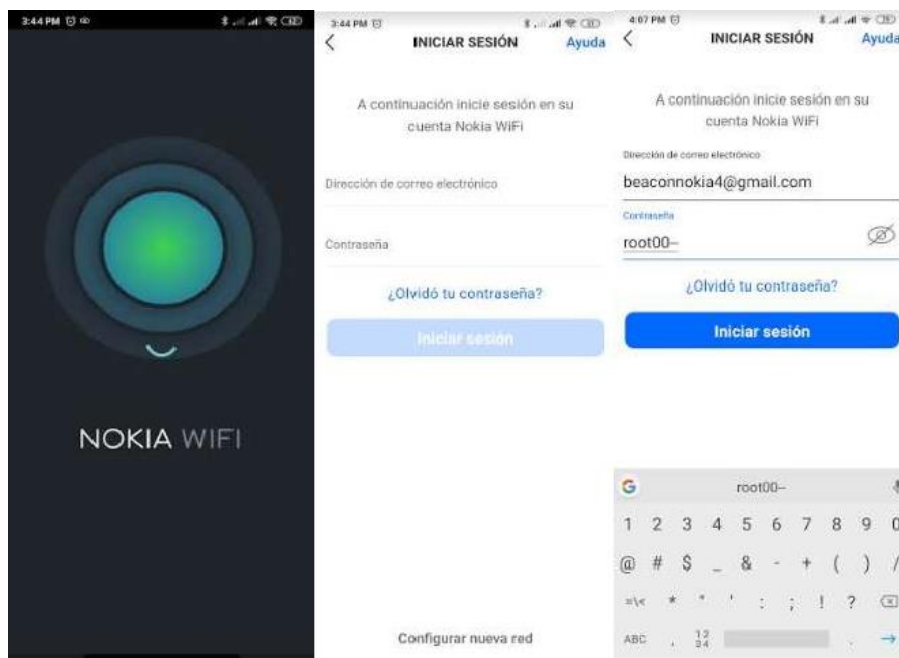 3:44 PM
NOKIA WIFI
3:44 PM
INICIAR SESIÓN
Ayuda
A continuación inicie sesión en su
cuenta Nokia WiFi
Dirección de correo electrónico
Contraseña
¿Olvidó tu contraseña?
Iniciar sesión
Configurar nueva red
4:07 PM
INICIAR SESIÓN
Ayuda
A continuación inicie sesión en su
cuenta Nokia WiFi
Dirección de correo electrónico
beaconnokia4@gmail.com
Contraseña
root00--
¿Olvidó tu contraseña?
Iniciar sesión
G root00--
1 2 3 4 5 6 7 8 9 0
@ # $ _ & - + ( ) /
=\< * " ' : ; ! ?
ABC , 12 34 .